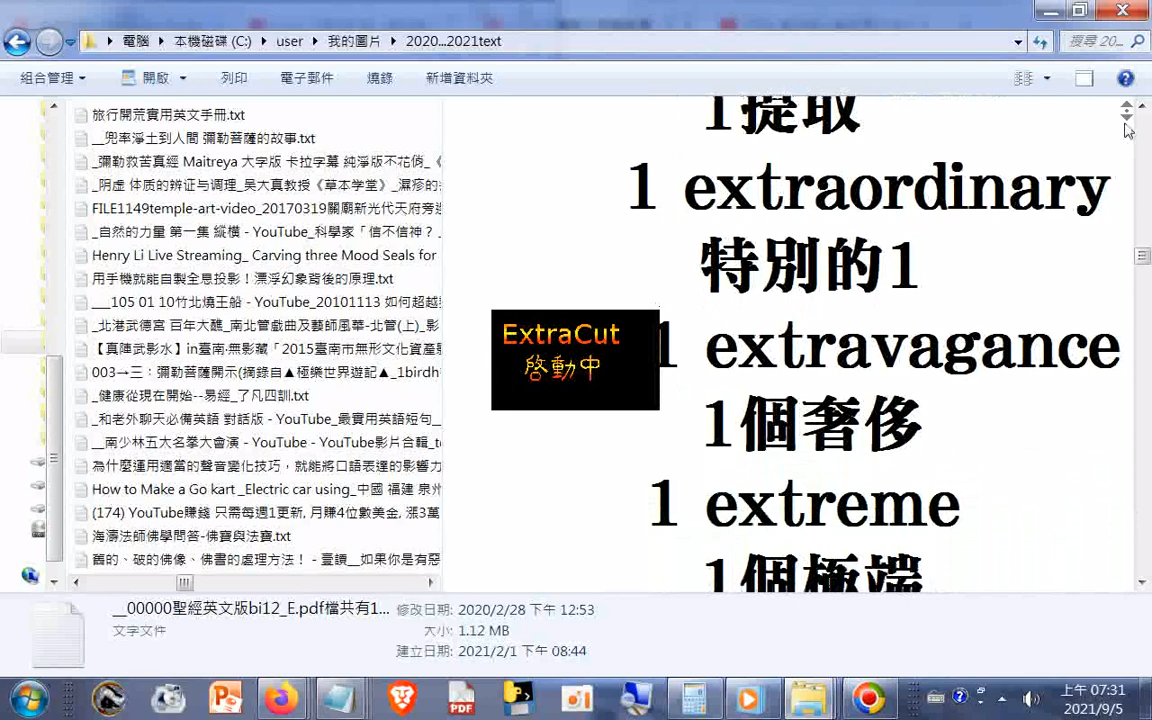 電腦 本機磁碟 (C:) user 我的圖片 2020...2021text
搜尋 20...
組合管理 開啟 列印 電子郵件 燒錄 新增資料夾
旅行開荒實用英文手冊.txt
__兜率淨土到人間 彌勒菩薩的故事.txt
_彌勒救苦真經 Maitreya 大字版 卡拉字幕 純淨版不花俏_《
_阴虚 体质的辨证与调理_吴大真教授《草本学堂》_濕疹的
FILE1149temple-art-video_20170319關廟新光代天府旁
_自然的力量 第一集 縱橫 - YouTube_科學家「信不信神？」
Henry Li Live Streaming_ Carving three Mood Seals for
用手機就能自製全息投影！漂浮幻象背後的原理.txt
___105 01 10竹北燒王船 - YouTube_20101113 如何超越
_北港武德宮 百年大醮_南北管戲曲及藝師風華-北管(上)_影
【真陣武影水】in臺南·無影藏「2015臺南市無形文化資產
003→三：彌勒菩薩開示(摘錄自▲極樂世界遊記▲_1birdh
_健康從現在開始--易經_了凡四訓.txt
_和老外聊天必備英語 對話版 - YouTube_最實用英語短句__
__南少林五大名拳大會演 - YouTube - YouTube影片合輯_t
為什麼運用適當的聲音變化技巧，就能將口語表達的影響力
How to Make a Go kart _Electric car using_中國 福建 泉州
(174) YouTube賺錢 只需每週1更新, 月賺4位數美金, 漲3萬
海濤法師佛學問答-佛寶與法寶.txt
舊的、破的佛像、佛書的處理方法！ - 壹讀__如果你是有惡
1提取
1 extraordinary
特別的1
1 extravagance
1個奢侈
1 extreme
1個極端
ExtraCut
啓動中
__00000聖經英文版bi12_E.pdf檔共有1... 修改日期: 2020/2/28 下午 12:53
文字文件 大小: 1.12 MB
建立日期: 2021/2/1 下午 08:44
PDF
上午 07:31
2021/9/5